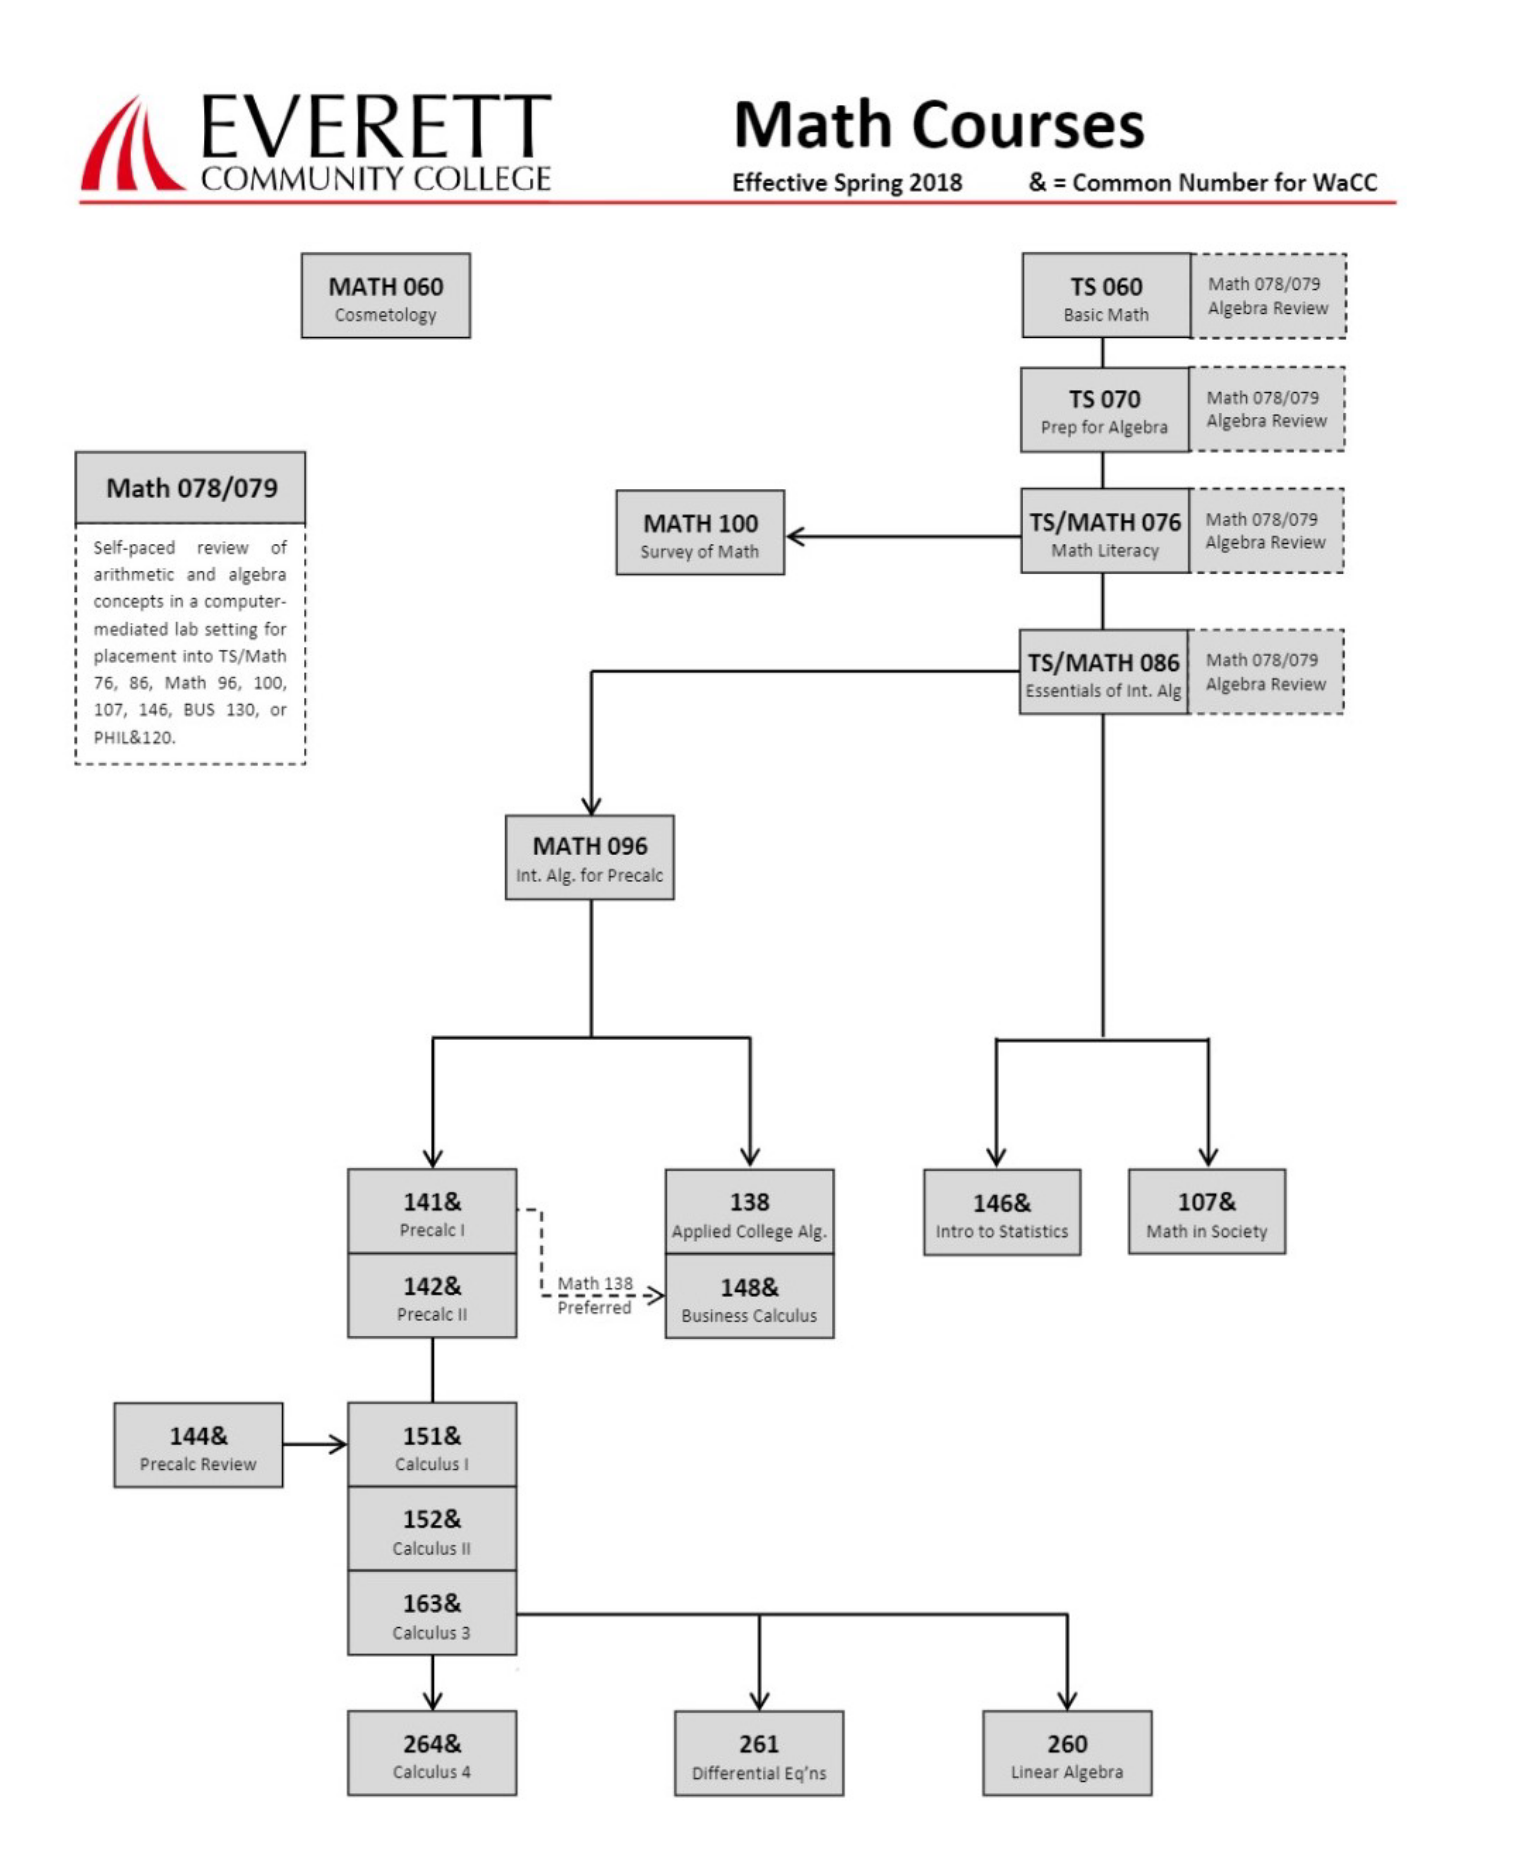 EVERETT
COMMUNITY COLLEGE
Math Courses
Effective Spring 2018 & = Common Number for WaCC
MATH 060
Cosmetology
TS 060
Basic Math
Math 078/079
Algebra Review
TS 070
Prep for Algebra
Math 078/079
Algebra Review
Math 078/079
Self-paced review of
arithmetic and algebra
concepts in a computer-
mediated lab setting for
placement into TS/Math
76, 86, Math 96, 100,
107, 146, BUS 130, or
PHIL&120.
MATH 100
Survey of Math
TS/MATH 076
Math Literacy
Math 078/079
Algebra Review
TS/MATH 086
Essentials of Int. Alg
Math 078/079
Algebra Review
MATH 096
Int. Alg. for Precalc
141&
Precalc I
138
Applied College Alg.
146&
Intro to Statistics
107&
Math in Society
142&
Precalc II
Math 138
Preferred
148&
Business Calculus
144&
Precalc Review
151&
Calculus I
152&
Calculus II
163&
Calculus 3
264&
Calculus 4
261
Differential Eq’ns
260
Linear Algebra